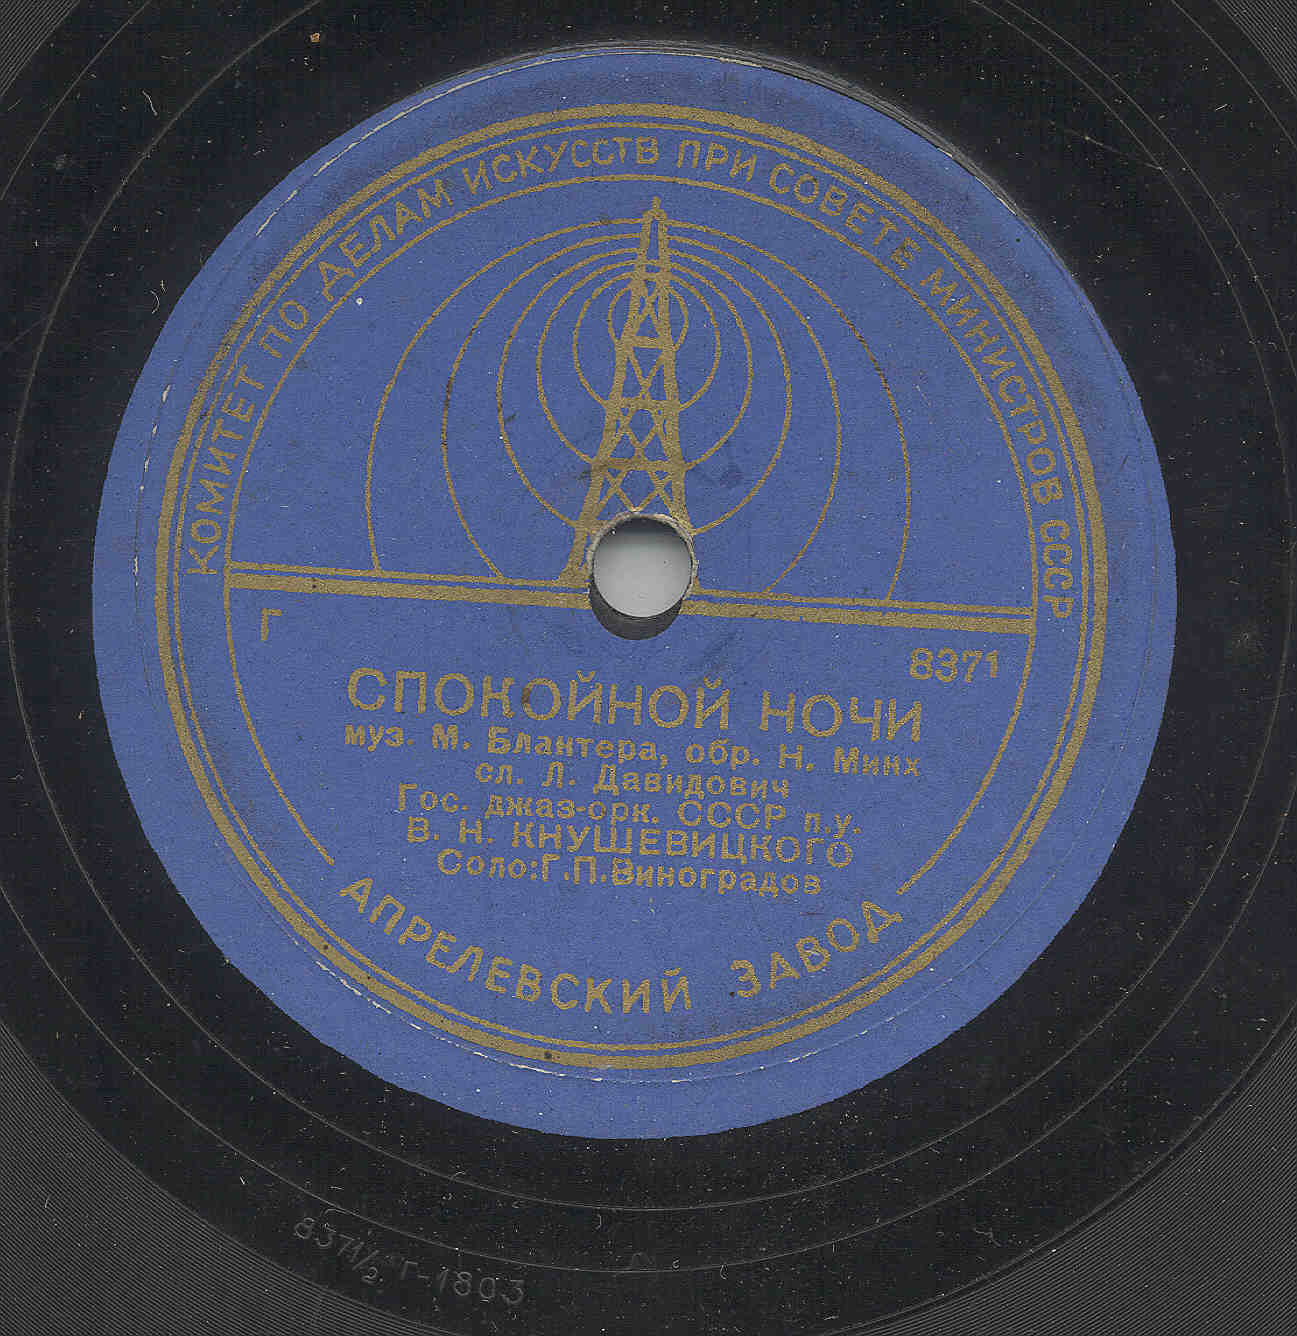 КОМИТЕТ ПО ДЕЛАМ ИСКУССТВ ПРИ СОВЕТЕ МИНИСТРОВ СССР
Г
8371
СПОКОЙНОЙ НОЧИ
муз. М. Блантера, обр. Н. Минх
сл. Л. Давидович
Гос. джаз-орк. СССР п.у.
В. Н. КНУШЕВИЦКОГО
Соло:Г.П.Виноградов
АПРЕЛЕВСКИЙ ЗАВОД
8371/2 Г-1803